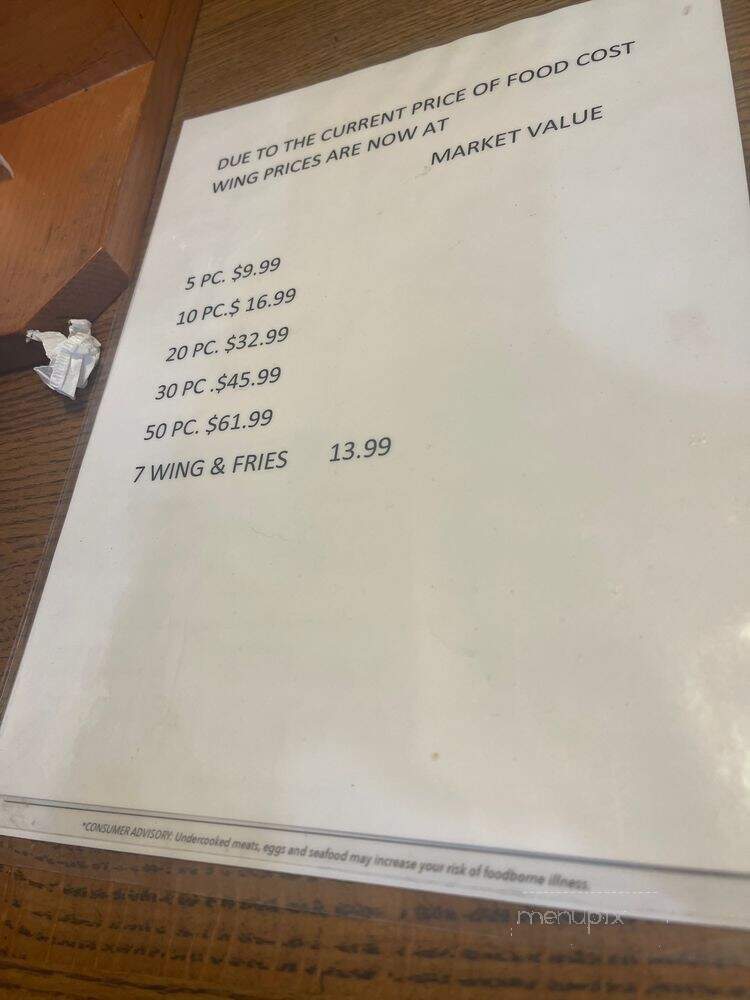 DUE TO THE CURRENT PRICE OF FOOD COST
WING PRICES ARE NOW AT
MARKET VALUE
5 PC. $9.99
10 PC.$ 16.99
20 PC. $32.99
30 PC .$45.99
50 PC. $61.99
7 WING & FRIES 13.99
*CONSUMER ADVISORY: Undercooked meats, eggs and seafood may increase your risk of foodborne illness.
menupix